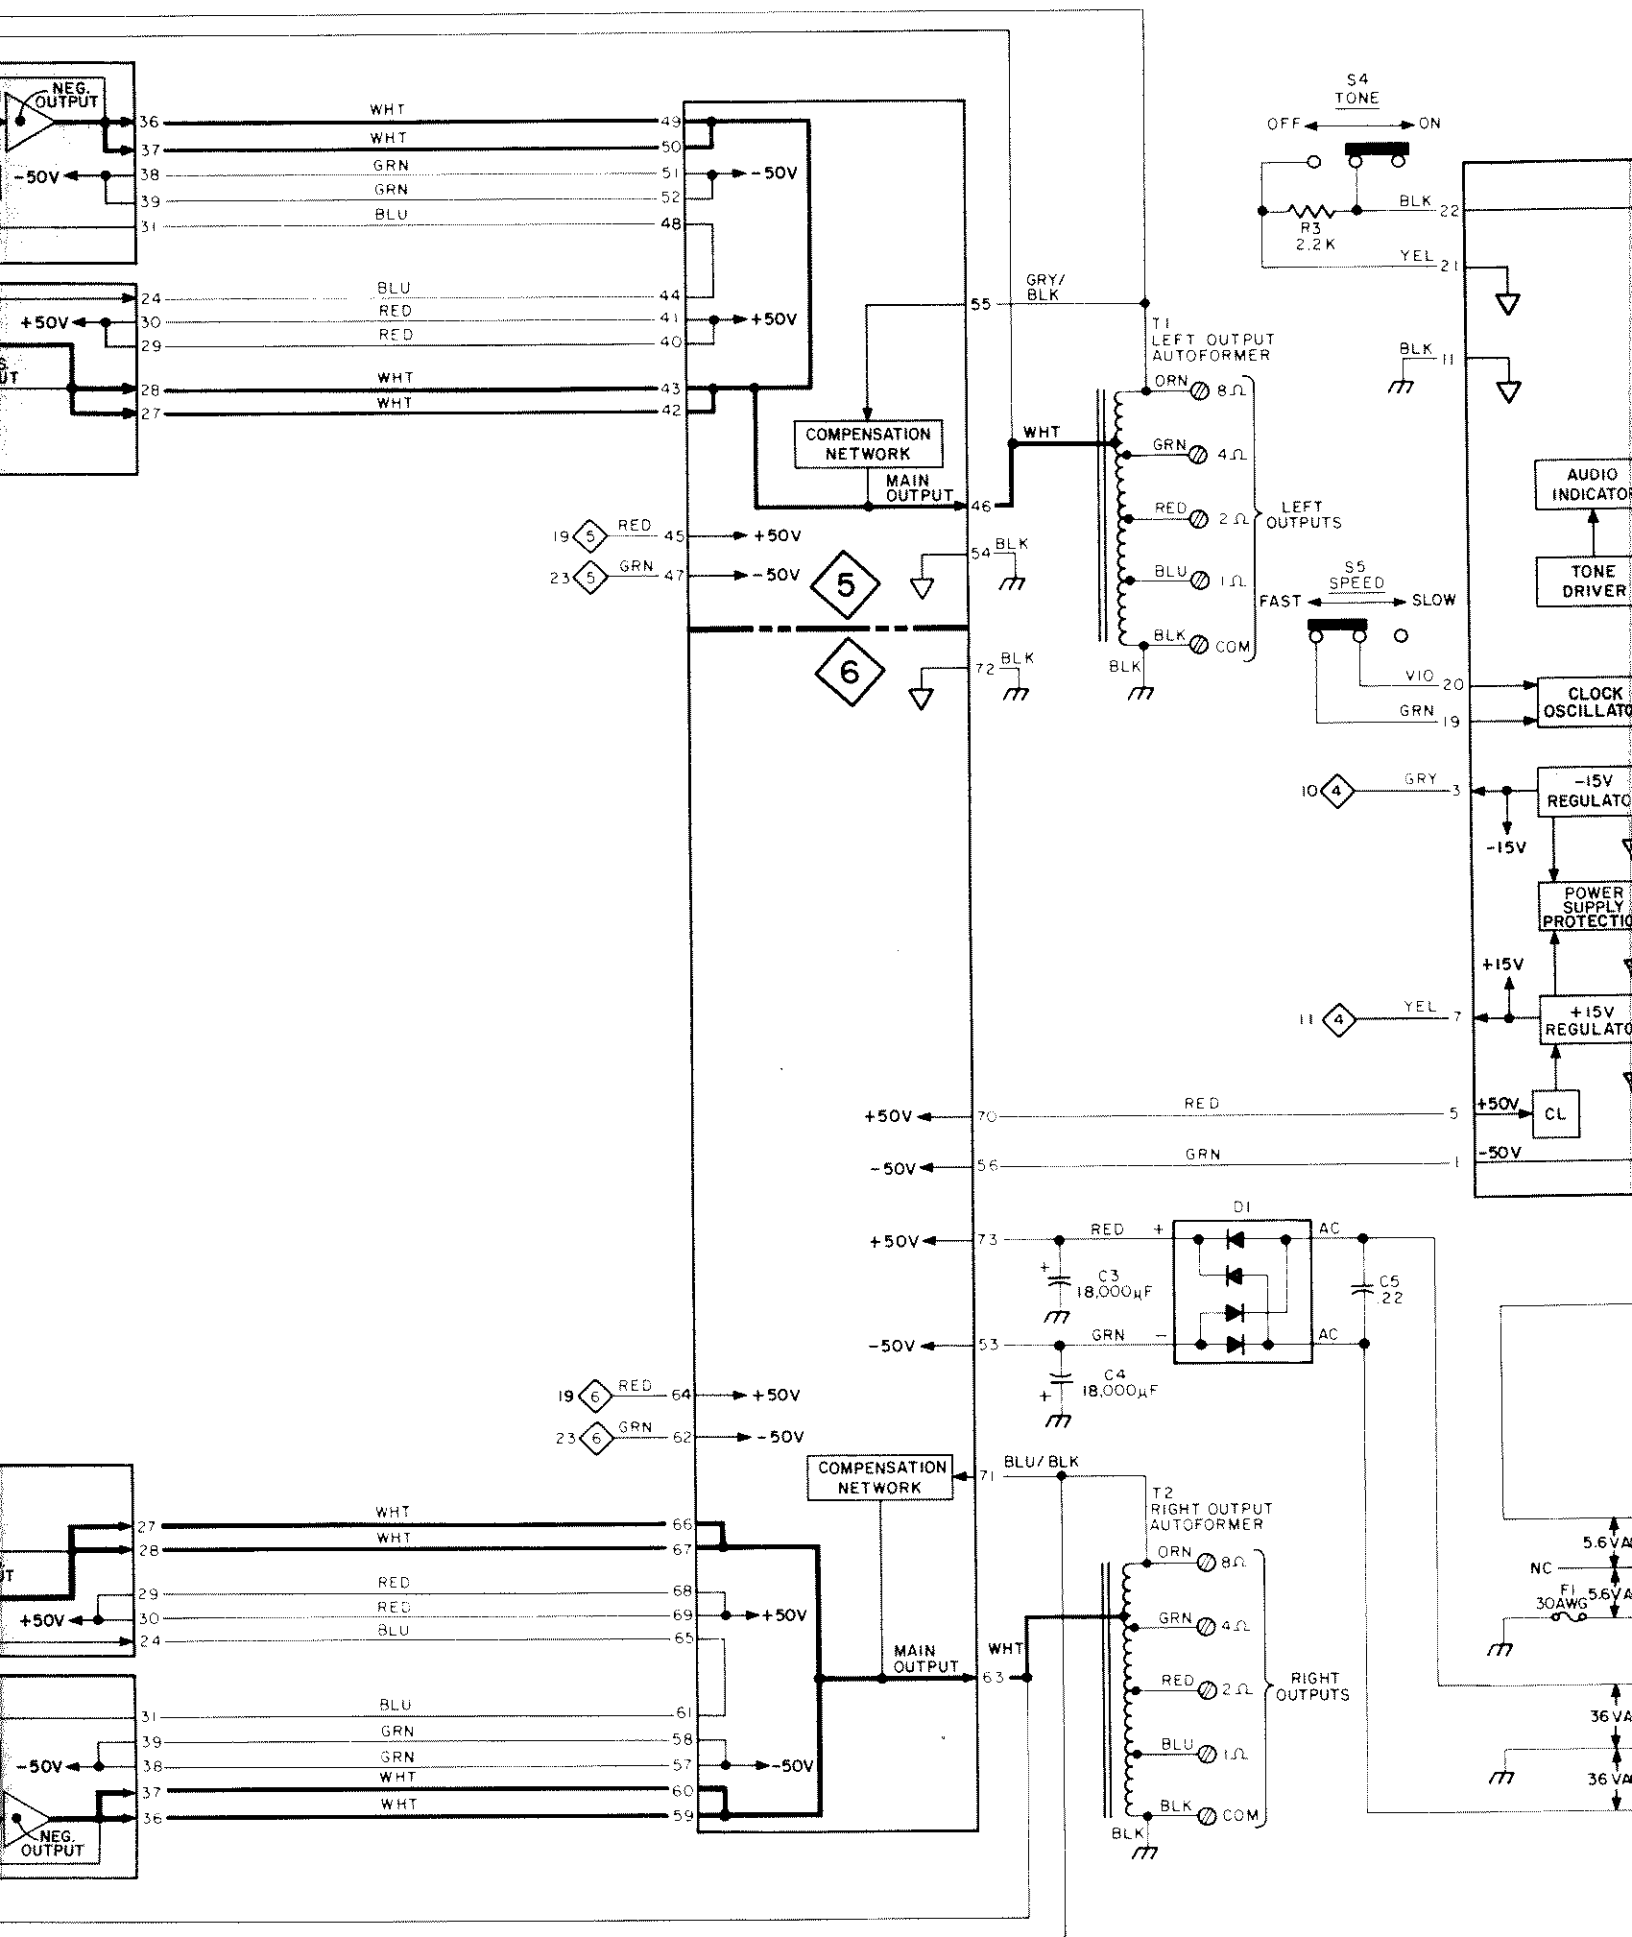 NEG.
OUTPUT
36
WHT
49
37
WHT
50
-50V
38
GRN
51
-50V
39
GRN
52
31
BLU
48
24
BLU
44
+50V
30
RED
41
+50V
29
RED
40
28
WHT
43
27
WHT
42
COMPENSATION
NETWORK
MAIN
OUTPUT
46
19
5
RED
45
+50V
23
5
GRN
47
-50V
5
6
55
GRY/
BLK
54
BLK
72
BLK
WHT
T1
LEFT OUTPUT
AUTOFORMER
ORN
8Ω
GRN
4Ω
RED
2Ω
LEFT
OUTPUTS
BLU
1Ω
BLK
COM
BLK
S4
TONE
OFF
ON
R3
2.2K
BLK
22
YEL
21
BLK
11
AUDIO
TONE
DRIVER
S5
SPEED
FAST
SLOW
VIO
20
GRN
19
CLOCK
10
4
GRY
3
-15V
-15V
POWER
SUPPLY
+15V
11
4
YEL
7
+15V
+50V
70
RED
5
+50V
CL
-50V
56
GRN
1
-50V
D1
+50V
73
RED
+
AC
+
C3
18,000µF
C5
.22
-50V
53
GRN
-
AC
+
C4
18,000µF
19
6
RED
64
+50V
23
6
GRN
62
-50V
COMPENSATION
NETWORK
71
BLU/BLK
T2
RIGHT OUTPUT
AUTOFORMER
27
WHT
66
28
WHT
67
29
RED
68
+50V
30
RED
69
+50V
24
BLU
65
MAIN
OUTPUT
63
WHT
31
BLU
61
39
GRN
58
-50V
38
GRN
57
-50V
37
WHT
60
36
WHT
59
NEG.
OUTPUT
ORN
8Ω
GRN
4Ω
RED
2Ω
RIGHT
OUTPUTS
BLU
1Ω
BLK
COM
BLK
NC
F1
30AWG